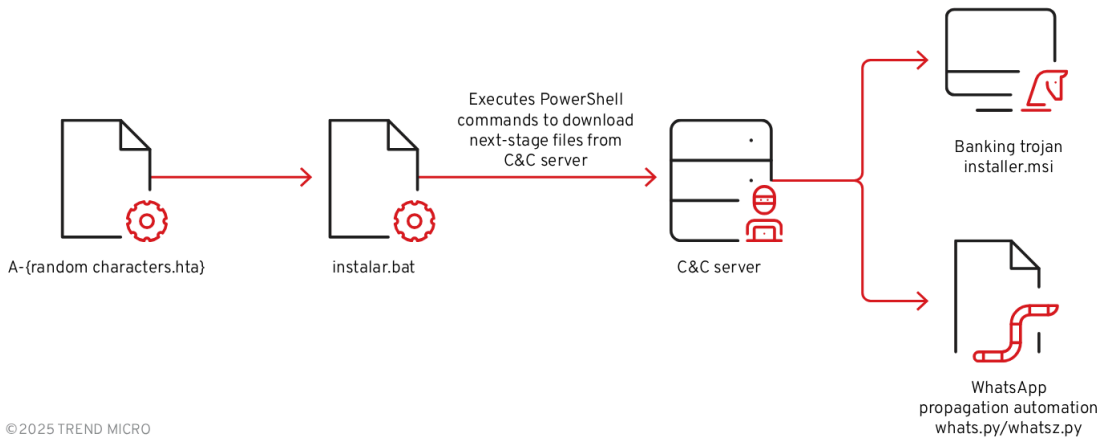 Executes PowerShell
commands to download
next-stage files from
C&C server
A-{random characters.hta}
instalar.bat
C&C server
Banking trojan
installer.msi
WhatsApp
propagation automation
whats.py/whatsz.py
©2025 TREND MICRO